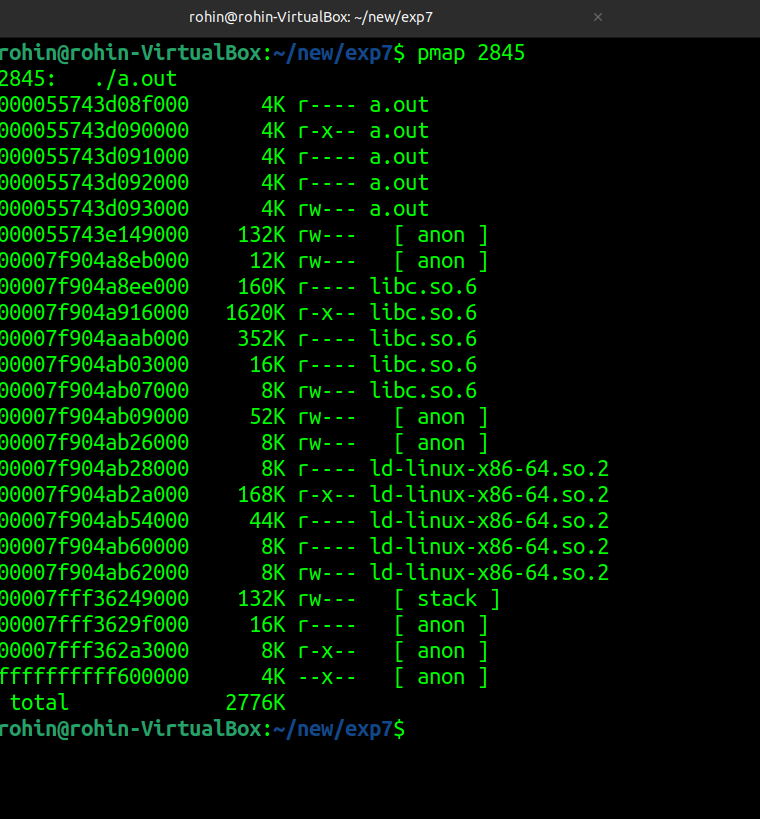 rohin@rohin-VirtualBox: ~/new/exp7 ×
rohin@rohin-VirtualBox:~/new/exp7$ pmap 2845
2845:   ./a.out
000055743d08f000      4K r---- a.out
000055743d090000      4K r-x-- a.out
000055743d091000      4K r---- a.out
000055743d092000      4K r---- a.out
000055743d093000      4K rw--- a.out
000055743e149000    132K rw---   [ anon ]
00007f904a8eb000     12K rw---   [ anon ]
00007f904a8ee000    160K r---- libc.so.6
00007f904a916000   1620K r-x-- libc.so.6
00007f904aaab000    352K r---- libc.so.6
00007f904ab03000     16K r---- libc.so.6
00007f904ab07000      8K rw--- libc.so.6
00007f904ab09000     52K rw---   [ anon ]
00007f904ab26000      8K rw---   [ anon ]
00007f904ab28000      8K r---- ld-linux-x86-64.so.2
00007f904ab2a000    168K r-x-- ld-linux-x86-64.so.2
00007f904ab54000     44K r---- ld-linux-x86-64.so.2
00007f904ab60000      8K r---- ld-linux-x86-64.so.2
00007f904ab62000      8K rw--- ld-linux-x86-64.so.2
00007fff36249000    132K rw---   [ stack ]
00007fff3629f000     16K r----   [ anon ]
00007fff362a3000      8K r-x--   [ anon ]
ffffffffff600000      4K --x--   [ anon ]
 total             2776K
rohin@rohin-VirtualBox:~/new/exp7$